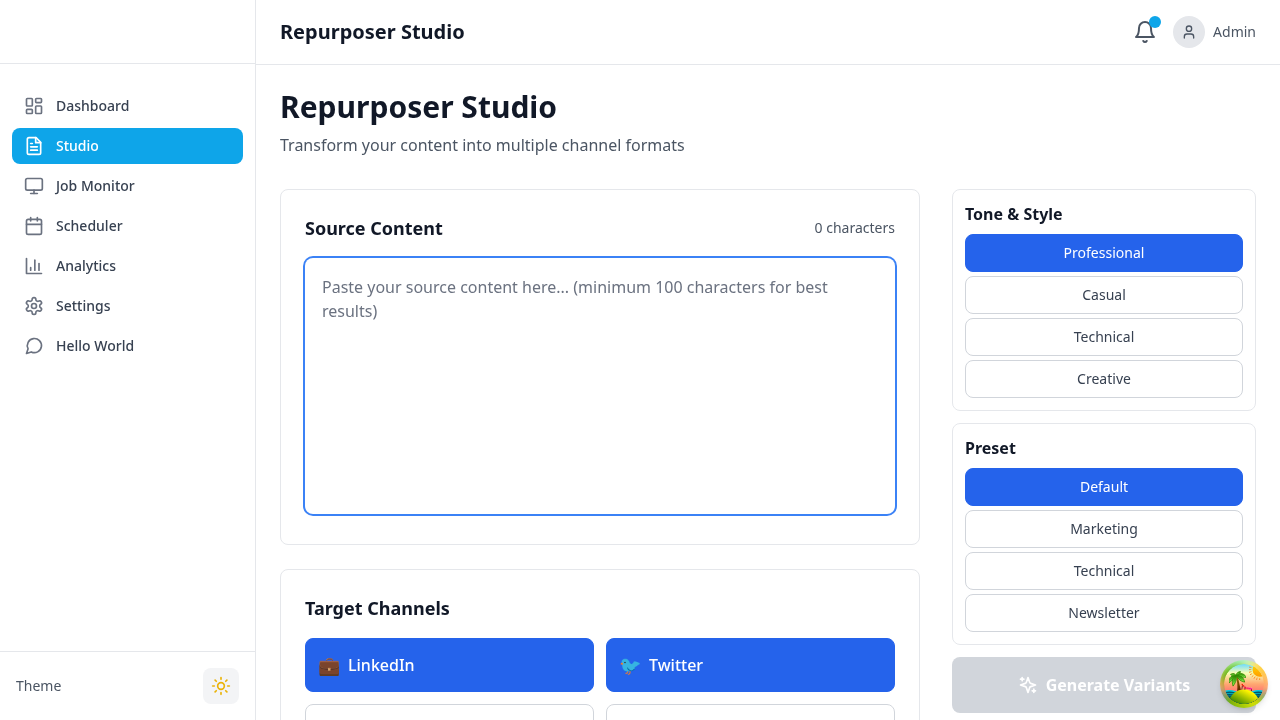 Repurposer Studio
Admin
Dashboard
Studio
Job Monitor
Scheduler
Analytics
Settings
Hello World
Theme
Repurposer Studio
Transform your content into multiple channel formats
Source Content
0 characters
Paste your source content here... (minimum 100 characters for best
results)
Target Channels
LinkedIn
Twitter
Tone & Style
Professional
Casual
Technical
Creative
Preset
Default
Marketing
Technical
Newsletter
Generate Variants